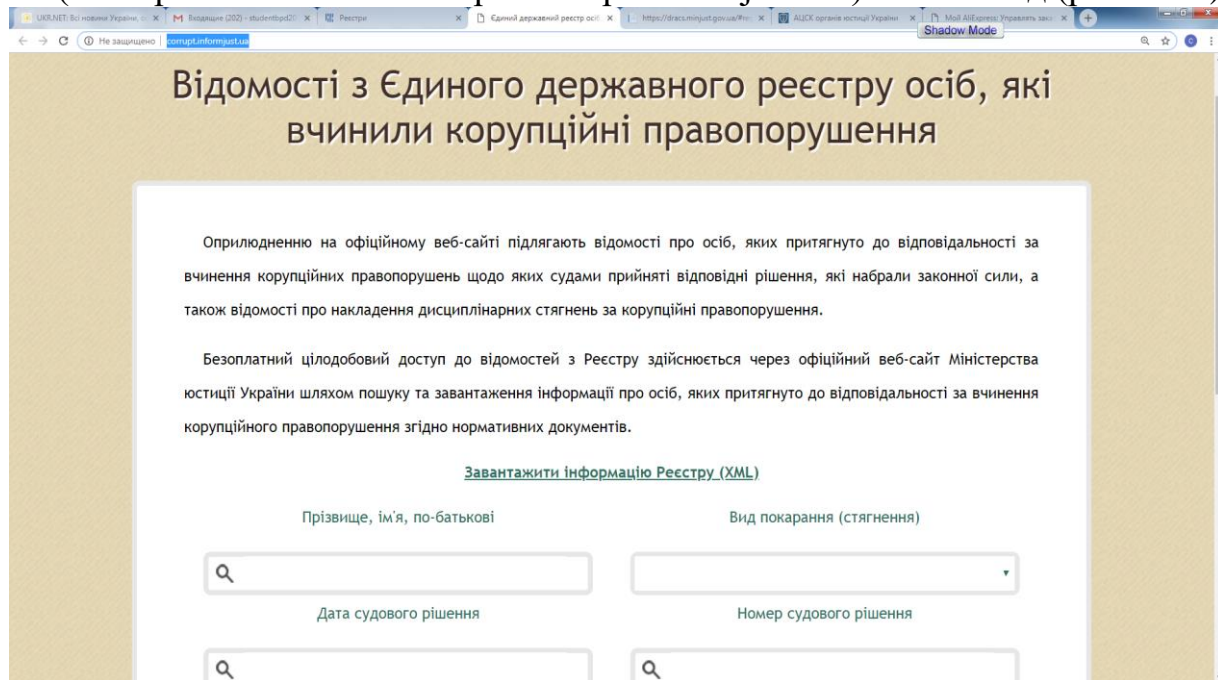 UKR.NET: Всі новини України,
Входящие (202) - studentbpd20
Реєстри
Єдиний державний реєстр осіб
https://dracs.minjust.gov.ua/
АЦСК органів юстиції України
Мой AliExpress: Управлять зака
Shadow Mode
Не защищено | corrupt.informjust.ua
Відомості з Єдиного державного реєстру осіб, які
вчинили корупційні правопорушення
Оприлюдненню на офіційному веб-сайті підлягають відомості про осіб, яких притягнуто до відповідальності за
вчинення корупційних правопорушень щодо яких судами прийняті відповідні рішення, які набрали законної сили, а
також відомості про накладення дисциплінарних стягнень за корупційні правопорушення.
Безоплатний цілодобовий доступ до відомостей з Реєстру здійснюється через офіційний веб-сайт Міністерства
юстиції України шляхом пошуку та завантаження інформації про осіб, яких притягнуто до відповідальності за вчинення
корупційного правопорушення згідно нормативних документів.
Завантажити інформацію Реєстру (XML)
Прізвище, ім'я, по-батькові
Вид покарання (стягнення)
Дата судового рішення
Номер судового рішення